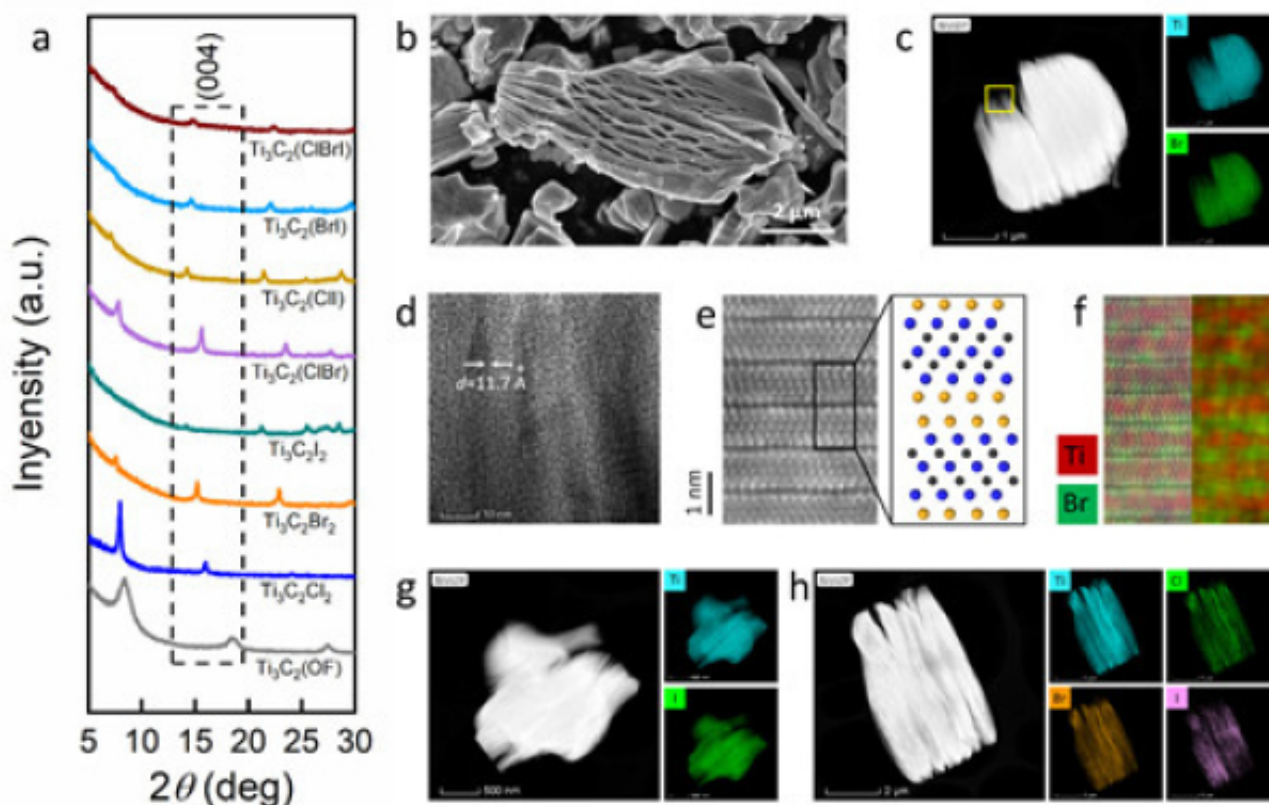 a
Inyensity (a.u.)
(004)
Ti₃C₂(ClBrI)
Ti₃C₂(BrI)
Ti₃C₂(ClI)
Ti₃C₂(ClBr)
Ti₃C₂I₂
Ti₃C₂Br₂
Ti₃C₂Cl₂
Ti₃C₂(OF)
5 10 15 20 25 30
2θ (deg)
b
2 μm
c
1 μm
Ti
Br
d
d=11.7 A
10 nm
e
1 nm
f
Ti
Br
g
500 nm
Ti
I
h
2 μm
Ti
Cl
Br
I